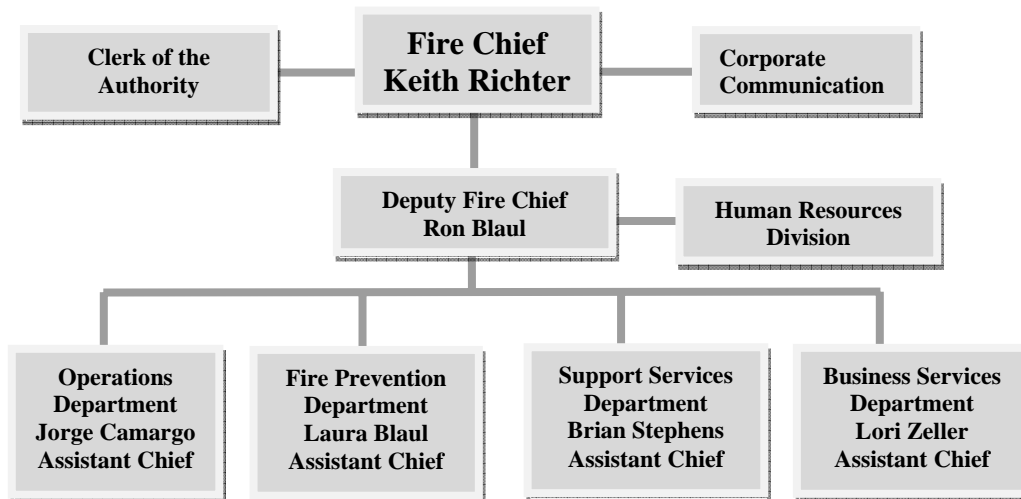 Clerk of the
Authority
Fire Chief
Keith Richter
Corporate
Communication
Deputy Fire Chief
Ron Blaul
Human Resources
Division
Operations
Department
Jorge Camargo
Assistant Chief
Fire Prevention
Department
Laura Blaul
Assistant Chief
Support Services
Department
Brian Stephens
Assistant Chief
Business Services
Department
Lori Zeller
Assistant Chief